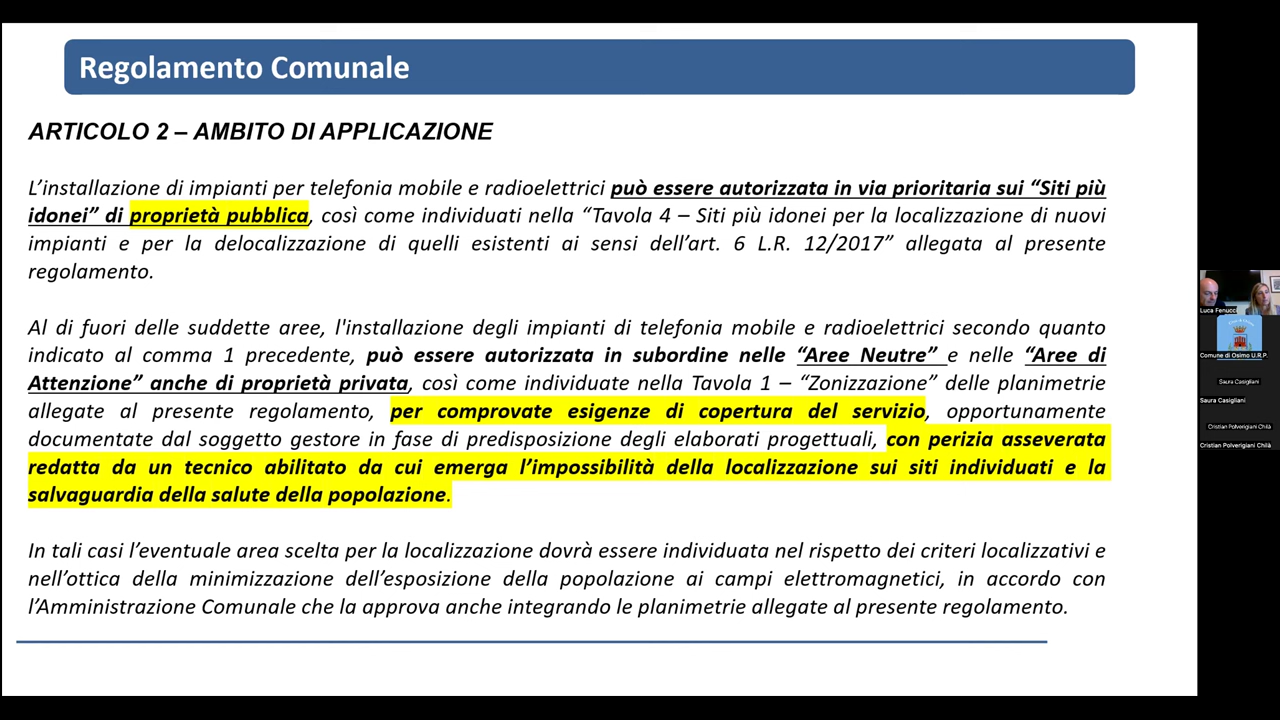 Regolamento Comunale
ARTICOLO 2 – AMBITO DI APPLICAZIONE
L’installazione di impianti per telefonia mobile e radioelettrici può essere autorizzata in via prioritaria sui “Siti più
idonei” di proprietà pubblica, così come individuati nella “Tavola 4 – Siti più idonei per la localizzazione di nuovi
impianti e per la delocalizzazione di quelli esistenti ai sensi dell’art. 6 L.R. 12/2017” allegata al presente
regolamento.
Al di fuori delle suddette aree, l'installazione degli impianti di telefonia mobile e radioelettrici secondo quanto
indicato al comma 1 precedente, può essere autorizzata in subordine nelle “Aree Neutre” e nelle “Aree di
Attenzione” anche di proprietà privata, così come individuate nella Tavola 1 – “Zonizzazione” delle planimetrie
allegate al presente regolamento, per comprovate esigenze di copertura del servizio, opportunamente
documentate dal soggetto gestore in fase di predisposizione degli elaborati progettuali, con perizia asseverata
redatta da un tecnico abilitato da cui emerga l’impossibilità della localizzazione sui siti individuati e la
salvaguardia della salute della popolazione.
In tali casi l’eventuale area scelta per la localizzazione dovrà essere individuata nel rispetto dei criteri localizzativi e
nell’ottica della minimizzazione dell’esposizione della popolazione ai campi elettromagnetici, in accordo con
l’Amministrazione Comunale che la approva anche integrando le planimetrie allegate al presente regolamento.
Luca Fenucci
Comune di Osimo U.R.P.
Saura Casigliani
Saura Casigliani
Cristian Polverigiani Chilà
Cristian Polverigiani Chilà